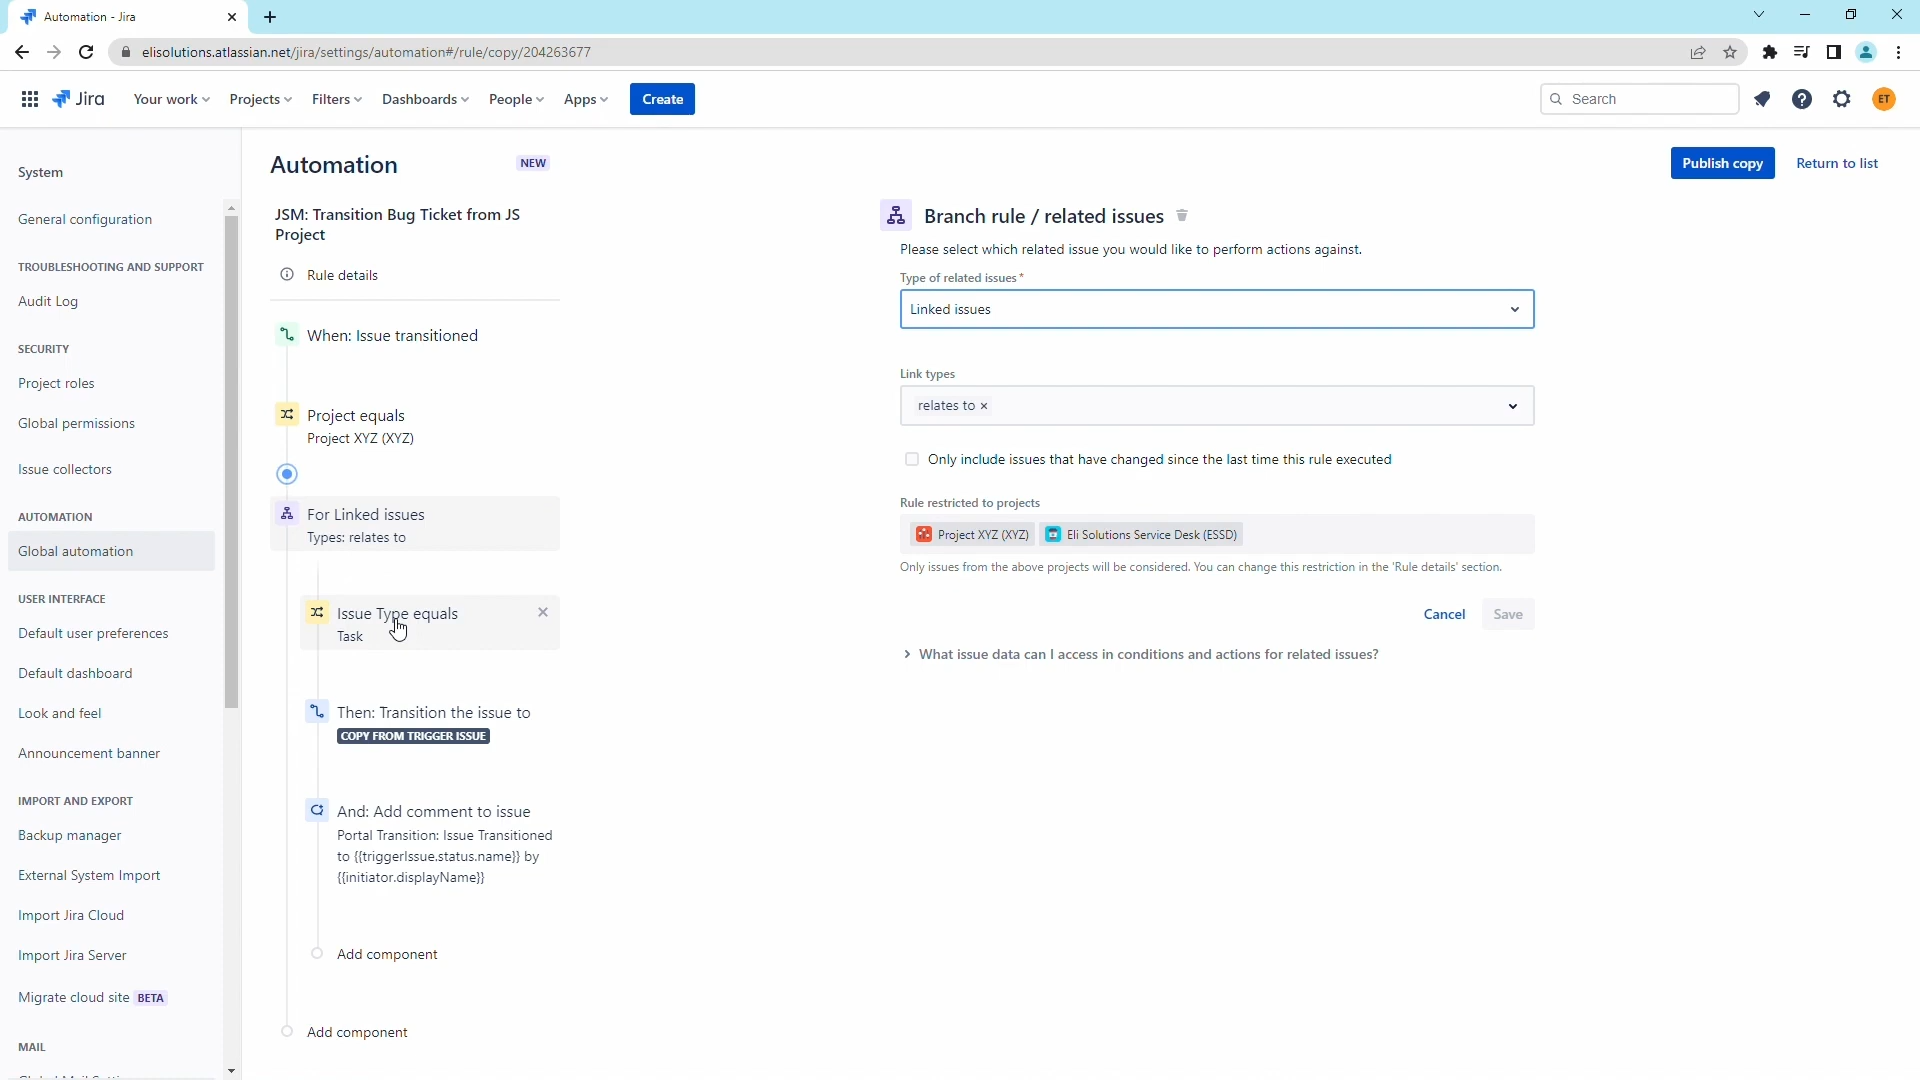 Automation - Jira
elisolutions.atlassian.net/jira/settings/automation#/rule/copy/204263677
Jira
Your work
Projects
Filters
Dashboards
People
Apps
Create
Search
ET
System
General configuration
TROUBLESHOOTING AND SUPPORT
Audit Log
SECURITY
Project roles
Global permissions
Issue collectors
AUTOMATION
Global automation
USER INTERFACE
Default user preferences
Default dashboard
Look and feel
Announcement banner
IMPORT AND EXPORT
Backup manager
External System Import
Import Jira Cloud
Import Jira Server
Migrate cloud site BETA
MAIL
Automation
NEW
Publish copy
Return to list
JSM: Transition Bug Ticket from JS
Project
Rule details
When: Issue transitioned
Project equals
Project XYZ (XYZ)
For Linked issues
Types: relates to
Issue Type equals
Task
Then: Transition the issue to
COPY FROM TRIGGER ISSUE
And: Add comment to issue
Portal Transition: Issue Transitioned
to {{triggerIssue.status.name}} by
{{initiator.displayName}}
Add component
Add component
Branch rule / related issues
Please select which related issue you would like to perform actions against.
Type of related issues*
Linked issues
Link types
relates to ×
Only include issues that have changed since the last time this rule executed
Rule restricted to projects
Project XYZ (XYZ)
Eli Solutions Service Desk (ESSD)
Only issues from the above projects will be considered. You can change this restriction in the 'Rule details' section.
Cancel
Save
What issue data can I access in conditions and actions for related issues?